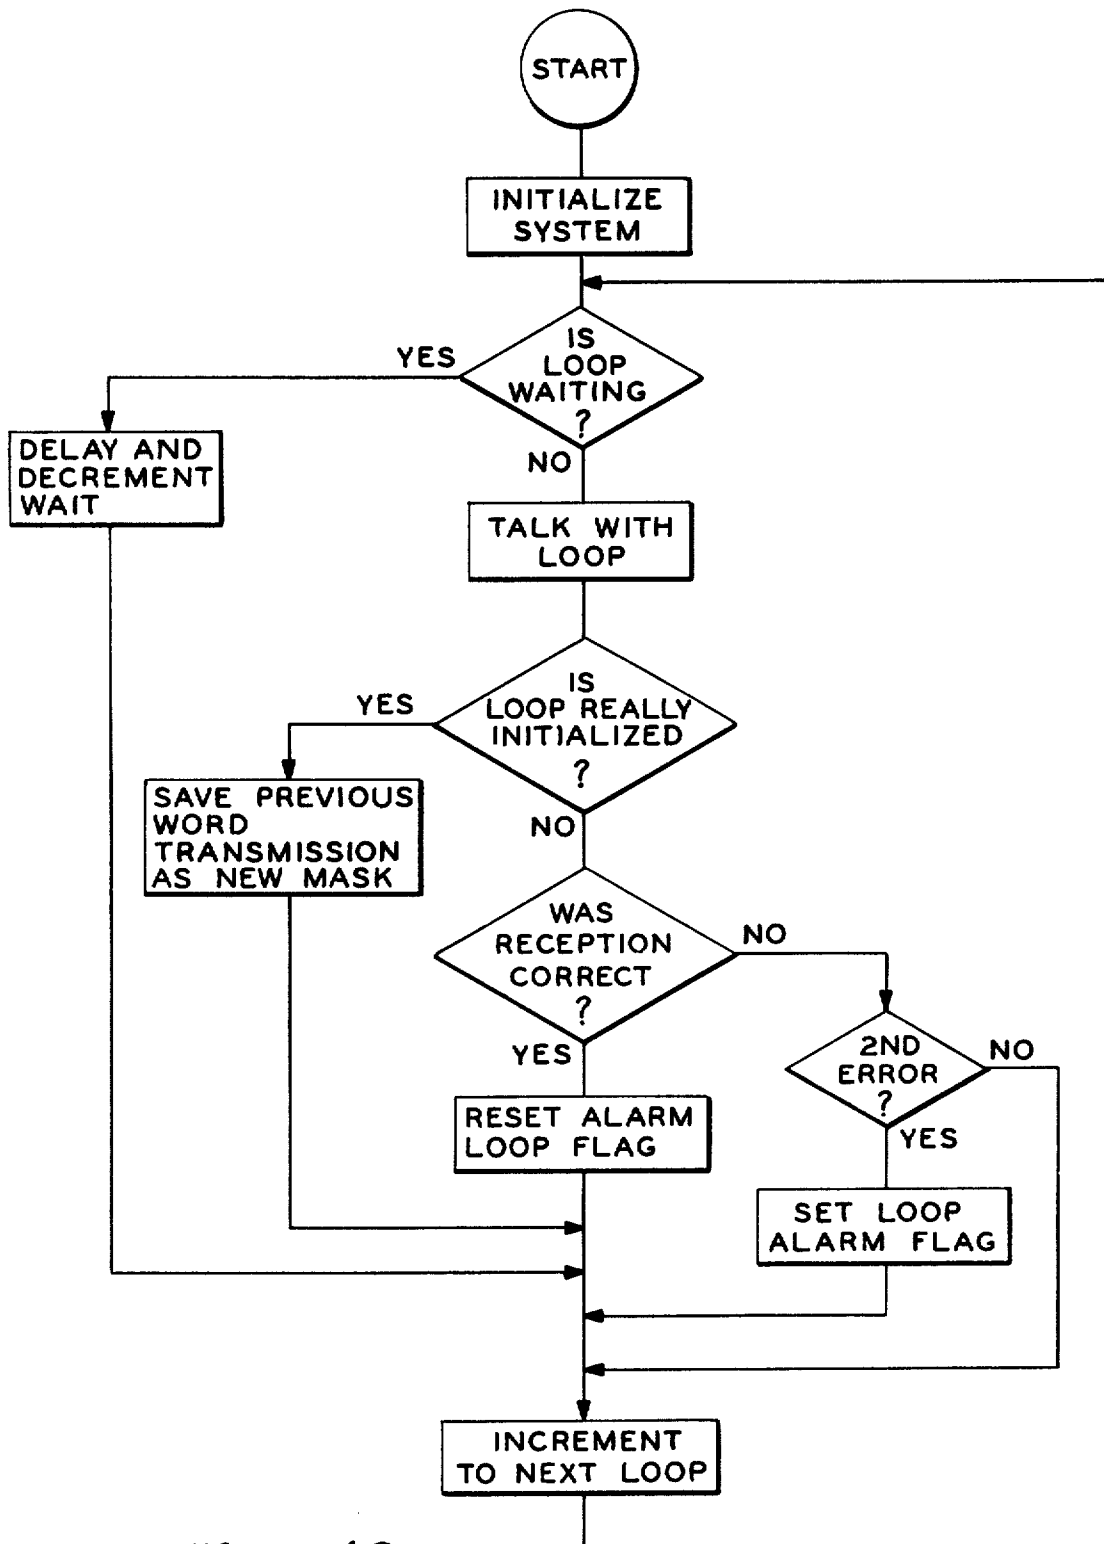 START
INITIALIZE
SYSTEM
IS
LOOP
WAITING
?
YES
NO
DELAY AND
DECREMENT
WAIT
TALK WITH
LOOP
IS
LOOP REALLY
INITIALIZED
?
YES
NO
SAVE PREVIOUS
WORD
TRANSMISSION
AS NEW MASK
WAS
RECEPTION
CORRECT
?
NO
YES
2ND
ERROR
?
NO
YES
RESET ALARM
LOOP FLAG
SET LOOP
ALARM FLAG
INCREMENT
TO NEXT LOOP